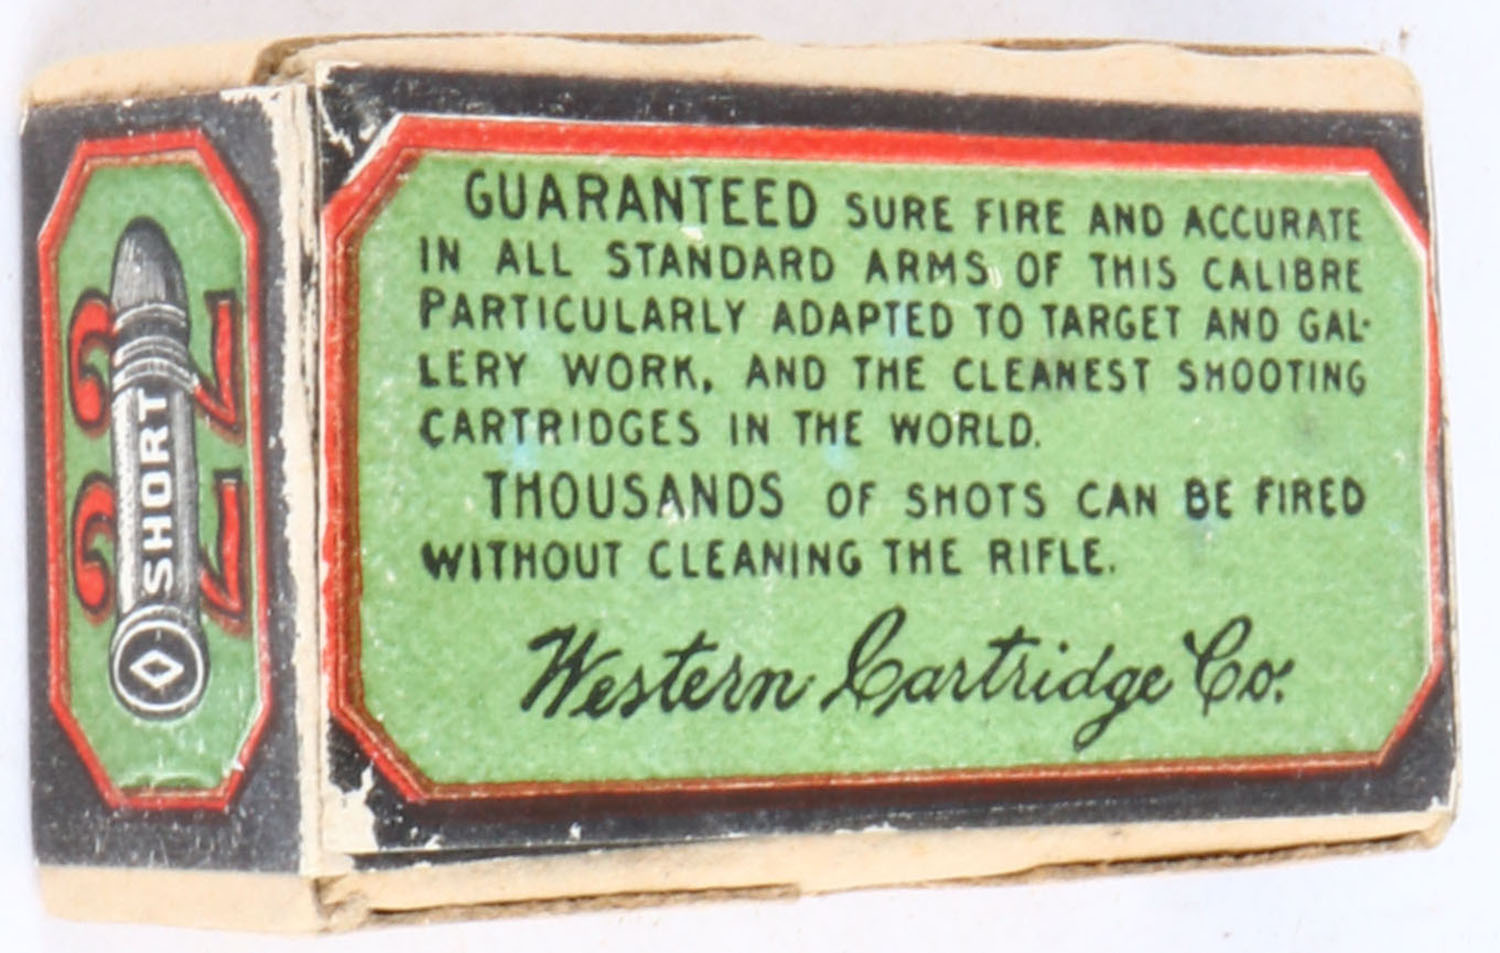 22
SHORT
GUARANTEED SURE FIRE AND ACCURATE
IN ALL STANDARD ARMS OF THIS CALIBRE
PARTICULARLY ADAPTED TO TARGET AND GAL-
LERY WORK, AND THE CLEANEST SHOOTING
CARTRIDGES IN THE WORLD.
THOUSANDS OF SHOTS CAN BE FIRED
WITHOUT CLEANING THE RIFLE.
Western Cartridge Co.